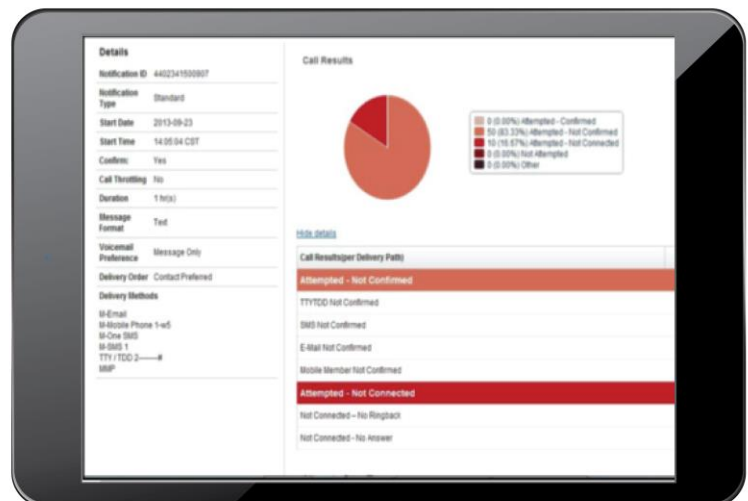 Details
Notification ID 4402341500907
Notification
Type
Standard
Start Date 2013-09-23
Start Time 14:05:04 CST
Confirm: Yes
Call Throttling No
Duration 1 hr(s)
Message
Format
Text
Voicemail
Preference
Message Only
Delivery Order Contact Preferred
Delivery Methods
M-Email
M-Mobile Phone 1-w5
M-One SMS
M-SMS 1
TTY / TDD 2-------#
MMP
Call Results
0 (0.00%) Attempted - Confirmed
50 (83.33%) Attempted - Not Confirmed
10 (16.67%) Attempted - Not Connected
0 (0.00%) Not Attempted
0 (0.00%) Other
Hide details
Call Results(per Delivery Path)
Attempted - Not Confirmed
TTYTDD Not Confirmed
SMS Not Confirmed
E-Mail Not Confirmed
Mobile Member Not Confirmed
Attempted - Not Connected
Not Connected – No Ringback
Not Connected - No Answer